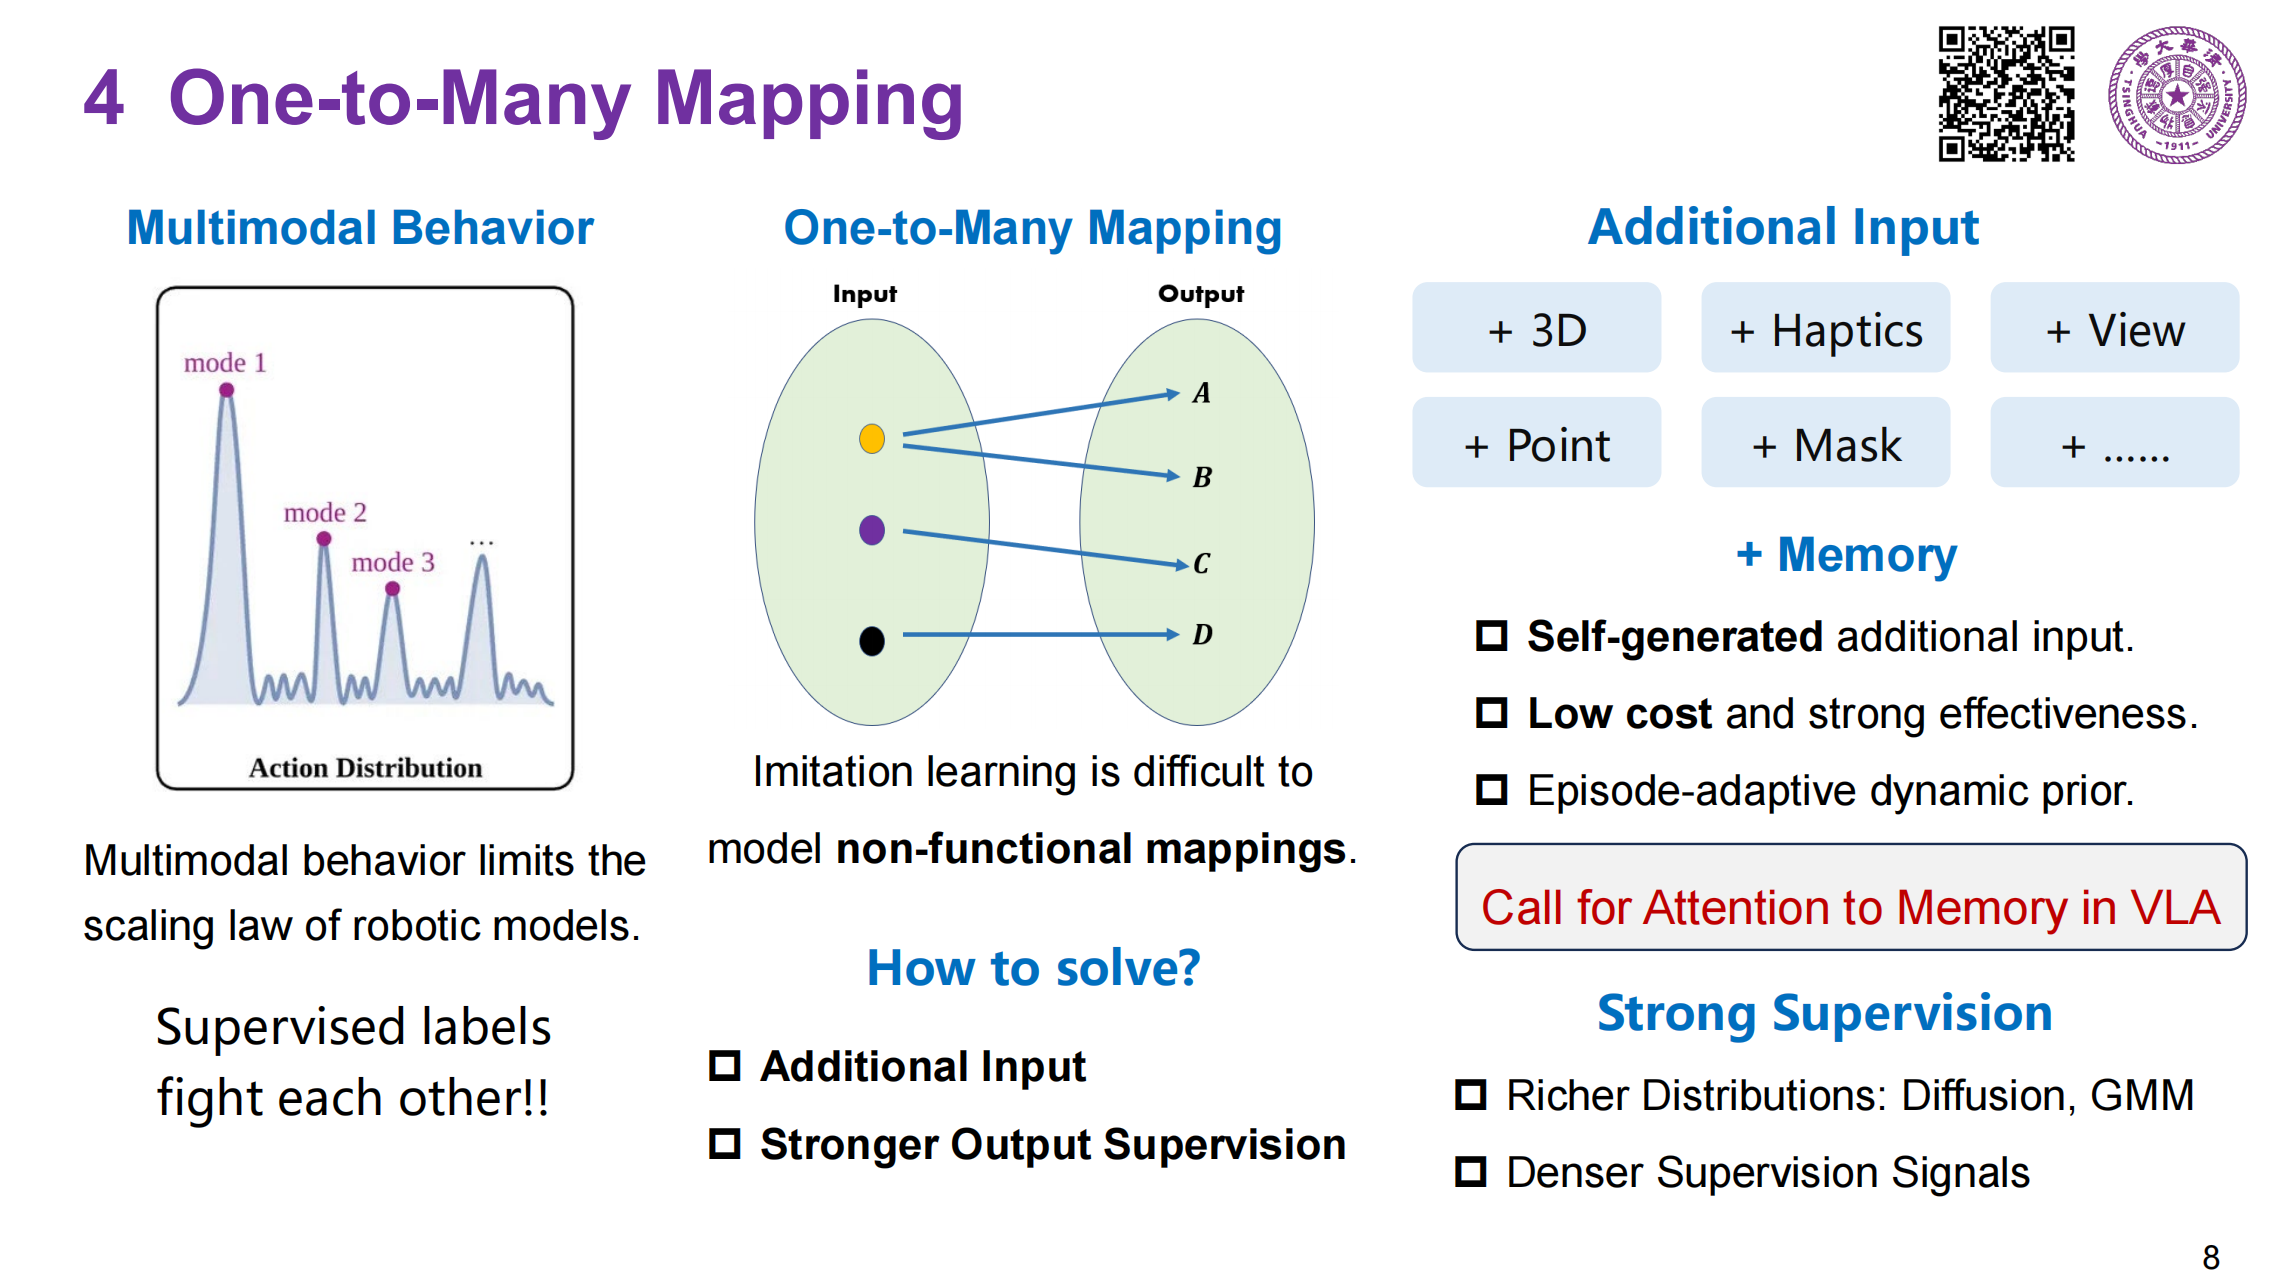 4 One-to-Many Mapping
TSINGHUA UNIVERSITY
-1911-
Multimodal Behavior
mode 1
mode 2
mode 3
...
Action Distribution
Multimodal behavior limits the
scaling law of robotic models.
Supervised labels
fight each other!!
One-to-Many Mapping
Input
Output
A
B
C
D
Imitation learning is difficult to
model non-functional mappings.
How to solve?
Additional Input
Stronger Output Supervision
Additional Input
+ 3D
+ Haptics
+ View
+ Point
+ Mask
+ ......
+ Memory
Self-generated additional input.
Low cost and strong effectiveness.
Episode-adaptive dynamic prior.
Call for Attention to Memory in VLA
Strong Supervision
Richer Distributions: Diffusion, GMM
Denser Supervision Signals
8